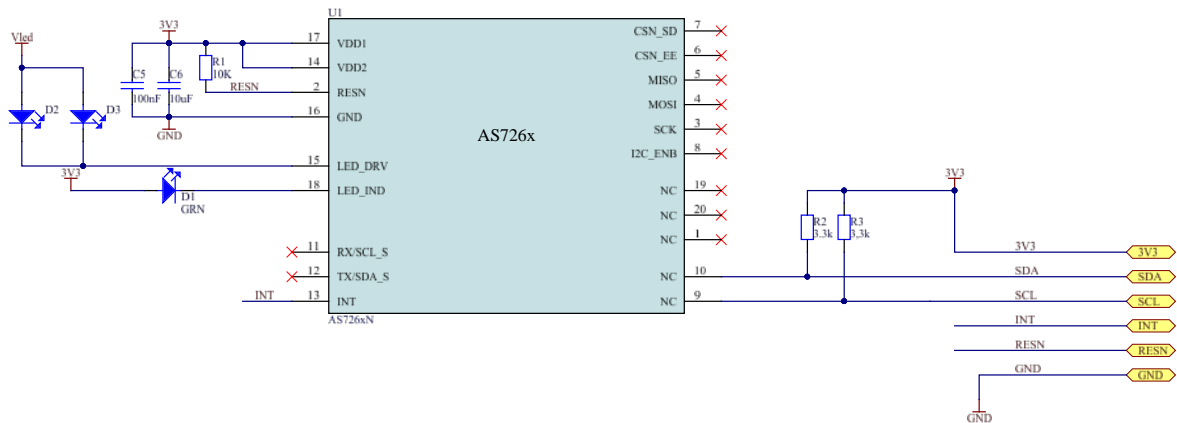 U1
Vled
3V3
17 VDD1
14 VDD2
2 RESN
16 GND
15 LED_DRV
18 LED_IND
11 RX/SCL_S
12 TX/SDA_S
13 INT
C5
100nF
C6
10uF
R1
10K
RESN
GND
D2
D3
3V3
D1
GRN
INT
AS726x
AS726xN
CSN_SD 7
CSN_EE 6
MISO 5
MOSI 4
SCK 3
I2C_ENB 8
NC 19
NC 20
NC 1
NC 10
NC 9
R2
3.3k
R3
3,3k
3V3
3V3 3V3
SDA SDA
SCL SCL
INT INT
RESN RESN
GND GND
GND